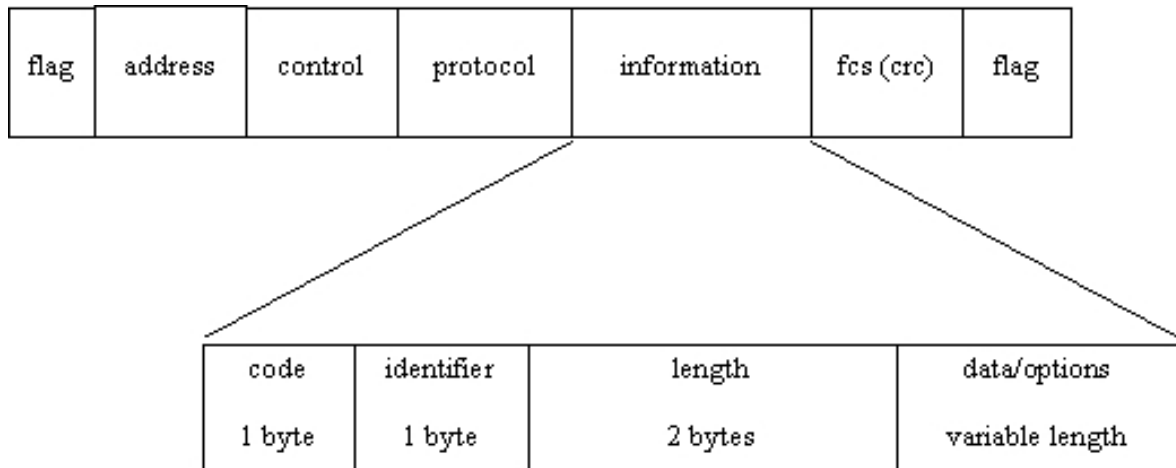 flag address control protocol information fcs (crc) flag
code identifier length data/options
1 byte 1 byte 2 bytes variable length